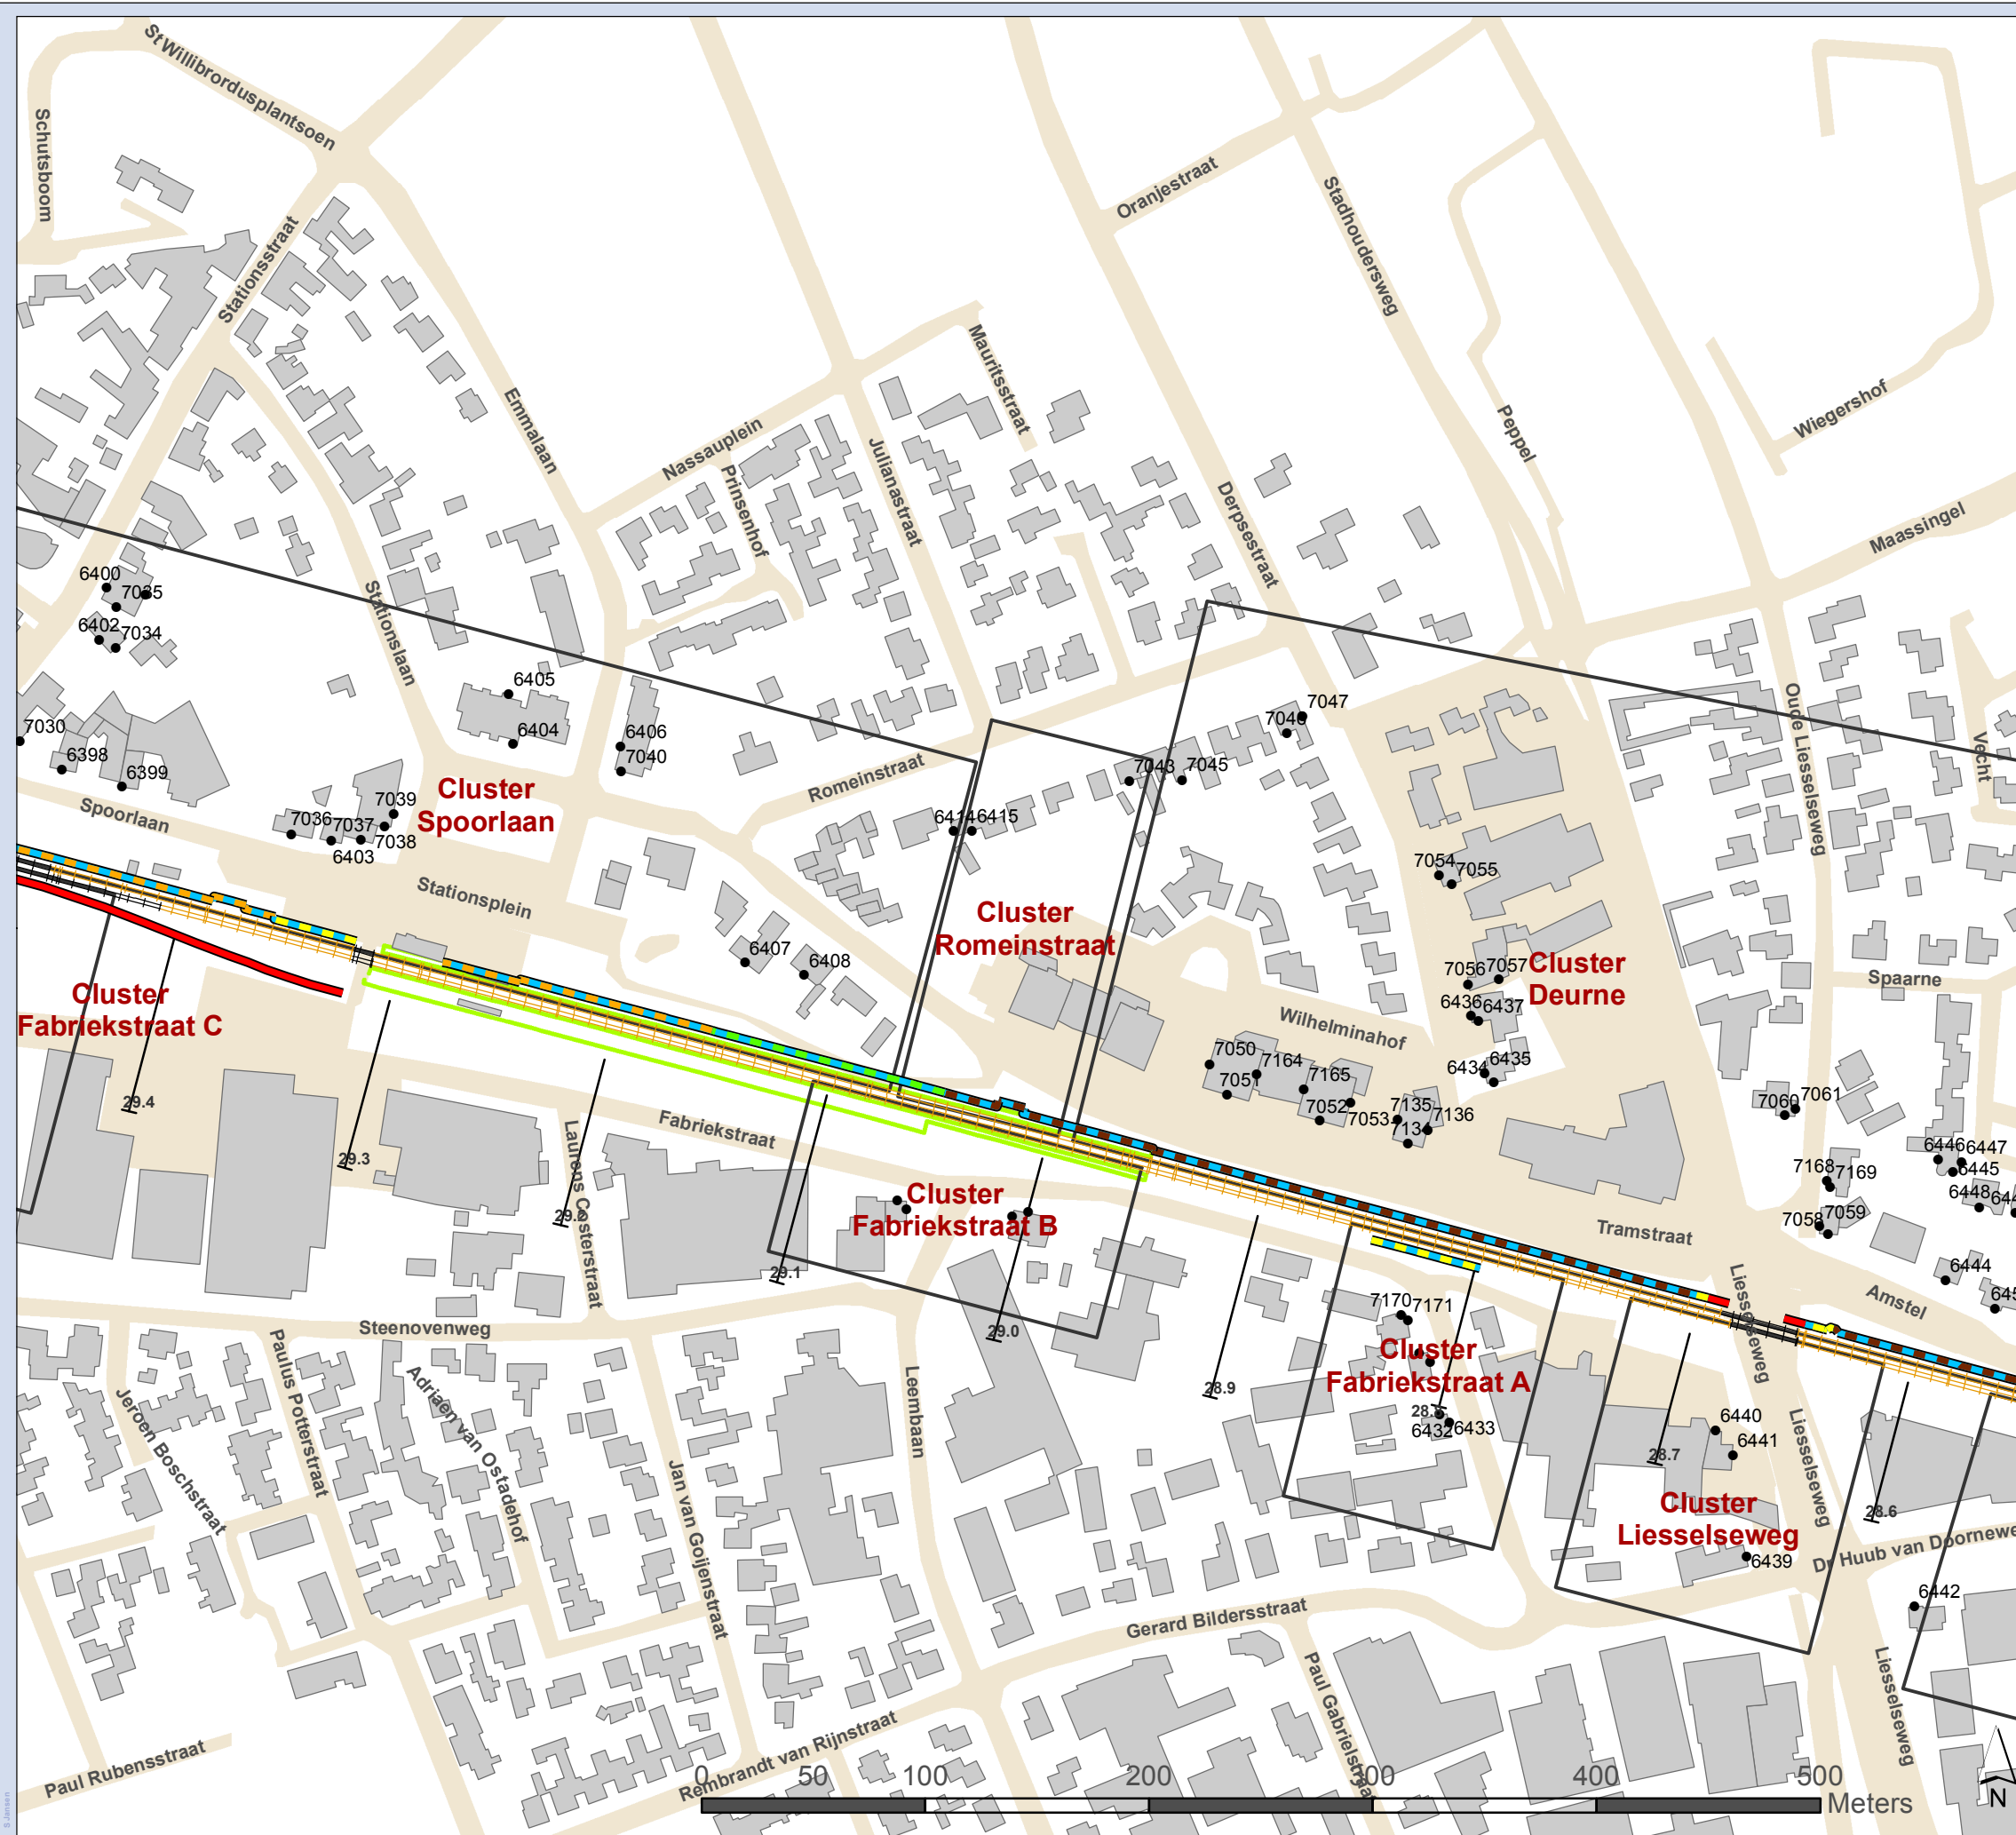 St Willibrordusplantsoen
Schutsboom
Stationsstraat
Oranjestraat
Stadhoudersweg
Mauritsstraat
Emmalaan
Nassauplein
Prinsenhof
Julianastraat
Peppel
Wiegershof
Derpsestraat
Maassingel
6400
7035
6402
7034
Stationslaan
6405
6404
6406
7040
7047
7046
Oude Liesselseweg
Vecht
7030
6398
6399
Spoorlaan
7039
7036
7037
7038
6403
Cluster
Spoorlaan
Romeinstraat
7043
7045
6414
6415
7054
7055
Stationsplein
Cluster
Romeinstraat
6407
6408
7056
7057
Cluster
Deurne
Spaarne
6436
6437
Cluster
Fabriekstraat C
Wilhelminahof
7050
7164
7051
7165
7052
7053
6435
6434
7135
7136
7134
7060
7061
29.4
29.3
29.2
29.1
29.0
28.9
28.7
28.6
Laurens Costerstraat
Fabriekstraat
6446
6447
6445
7168
7169
6448
7058
7059
Cluster
Fabriekstraat B
Tramstraat
6444
Amstel
Liesselseweg
7170
7171
Steenovenweg
Cluster
Fabriekstraat A
6432
6433
6440
6441
Paulus Potterstraat
Jeroen Boschstraat
Adriaen van Ostadehof
Leembaan
Liesselseweg
Jan van Goijenstraat
Cluster
Liesselseweg
6439
6442
Gerard Bildersstraat
Paul Gabrielstraat
Liesselseweg
Rembrandt van Rijnstraat
Paul Rubensstraat
0 50 100 200 300 400 500
Meters
N
S Jansen